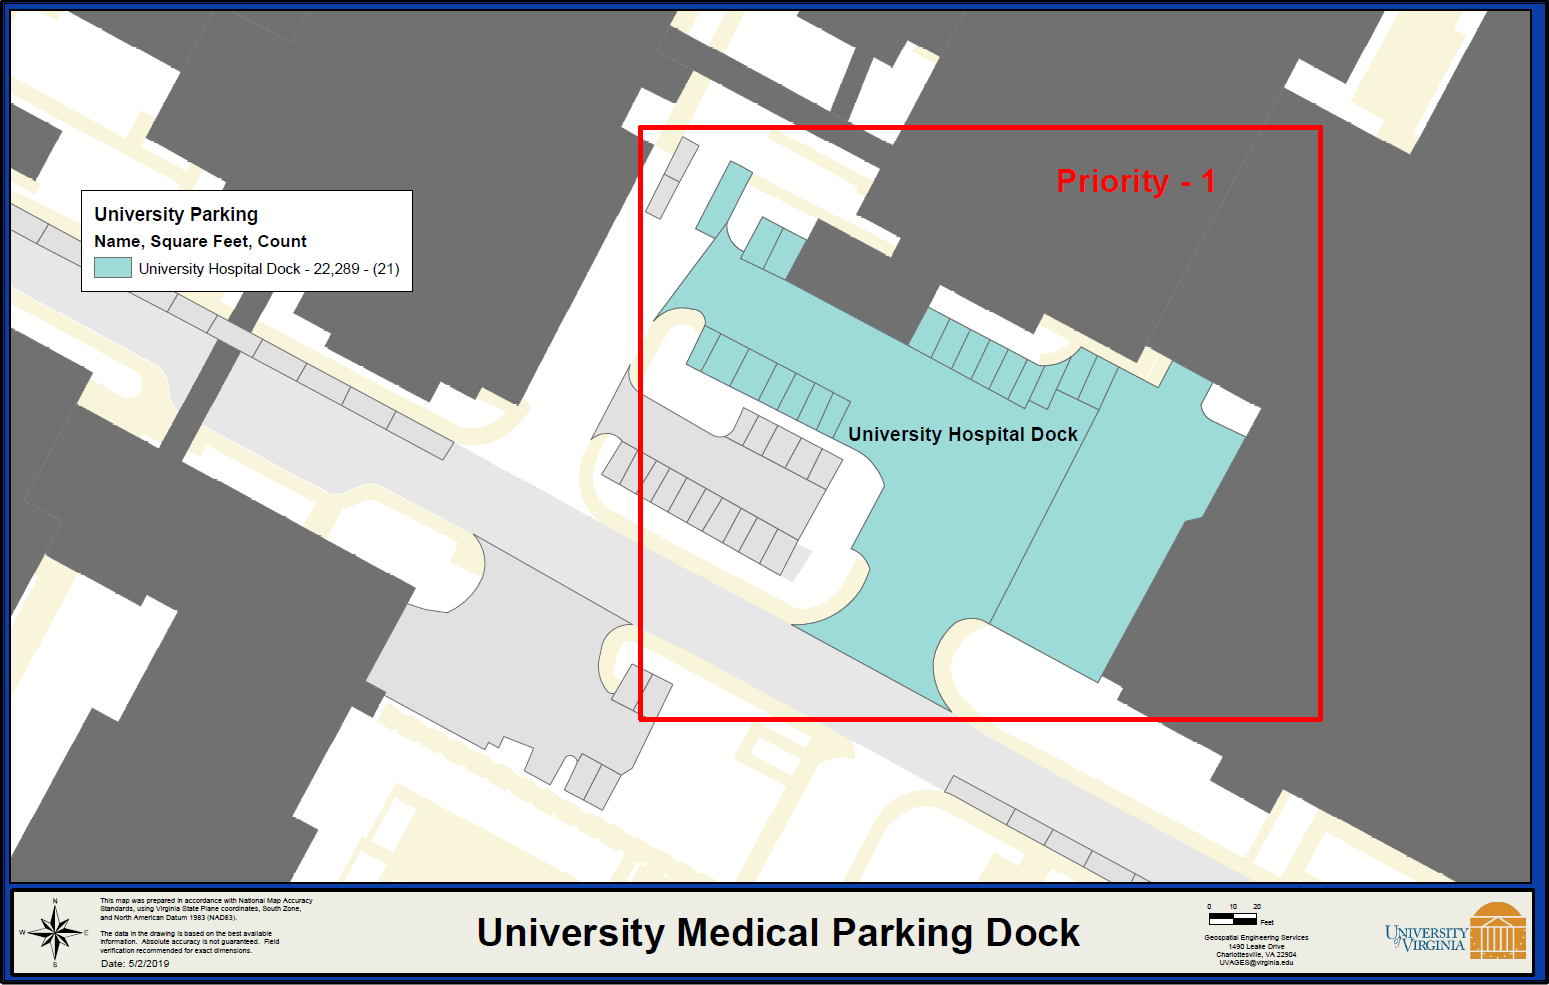 Priority - 1
University Parking
Name, Square Feet, Count
University Hospital Dock - 22,289 - (21)
University Hospital Dock
N
W
E
S
This map was prepared in accordance with National Map Accuracy
Standards, using Virginia State Plane coordinates, South Zone,
and North American Datum 1983 (NAD83).
The data in the drawing is based on the best available
information. Absolute accuracy is not guaranteed. Field
verification recommended for exact dimensions.
Date: 5/2/2019
University Medical Parking Dock
0 10 20
Feet
Geospatial Engineering Services
1490 Leake Drive
Charlottesville, VA 22904
UVAGES@virginia.edu
UNIVERSITY
of VIRGINIA